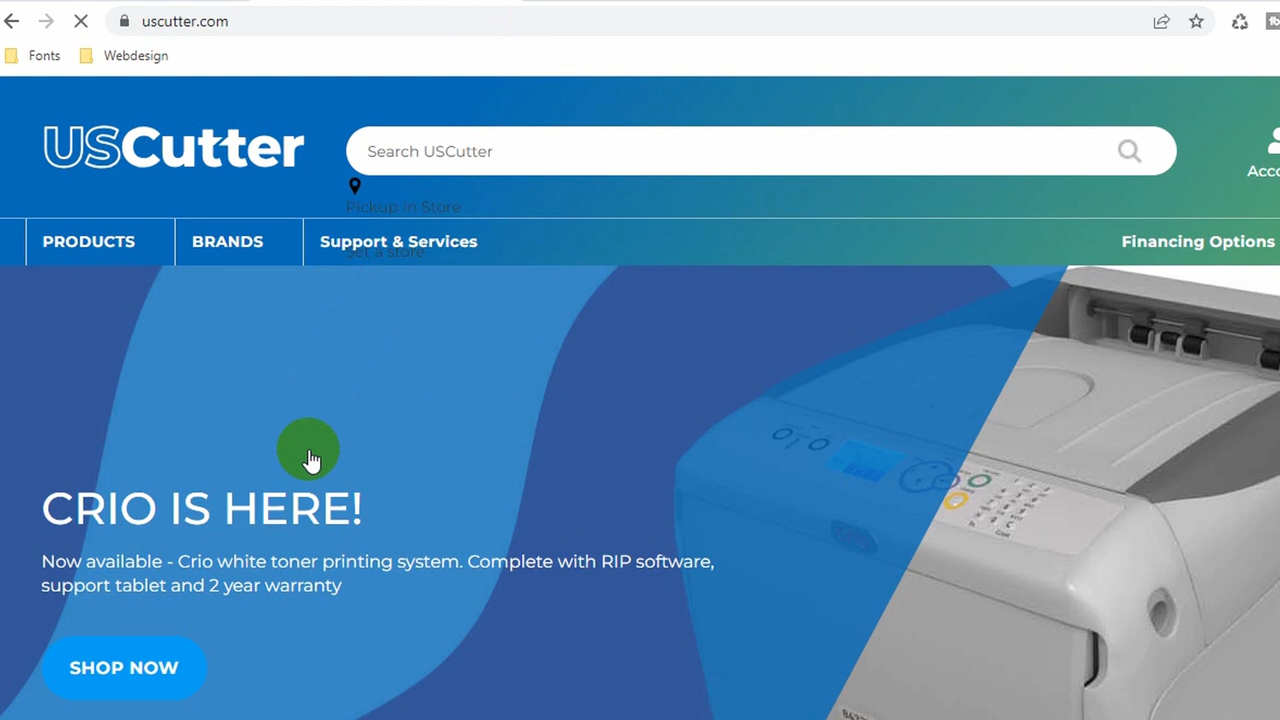 uscutter.com
Fonts
Webdesign
USCutter
Search USCutter
Pickup In Store
Set a store
PRODUCTS
BRANDS
Support & Services
Financing Options
CRIO IS HERE!
Now available - Crio white toner printing system. Complete with RIP software,
support tablet and 2 year warranty
SHOP NOW